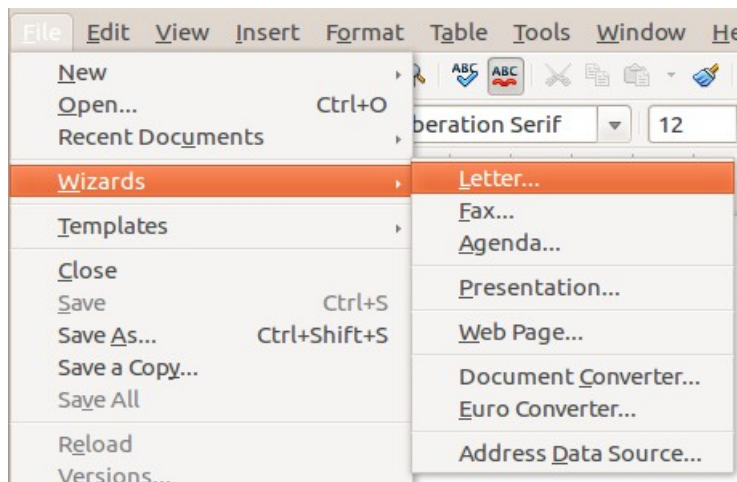 File Edit View Insert Format Table Tools Window He
New
Open... Ctrl+O
Recent Documents
Wizards
Templates
Close
Save Ctrl+S
Save As... Ctrl+Shift+S
Save a Copy...
Save All
Reload
Versions...
ABC ABC
beration Serif 12
Letter...
Fax...
Agenda...
Presentation...
Web Page...
Document Converter...
Euro Converter...
Address Data Source...